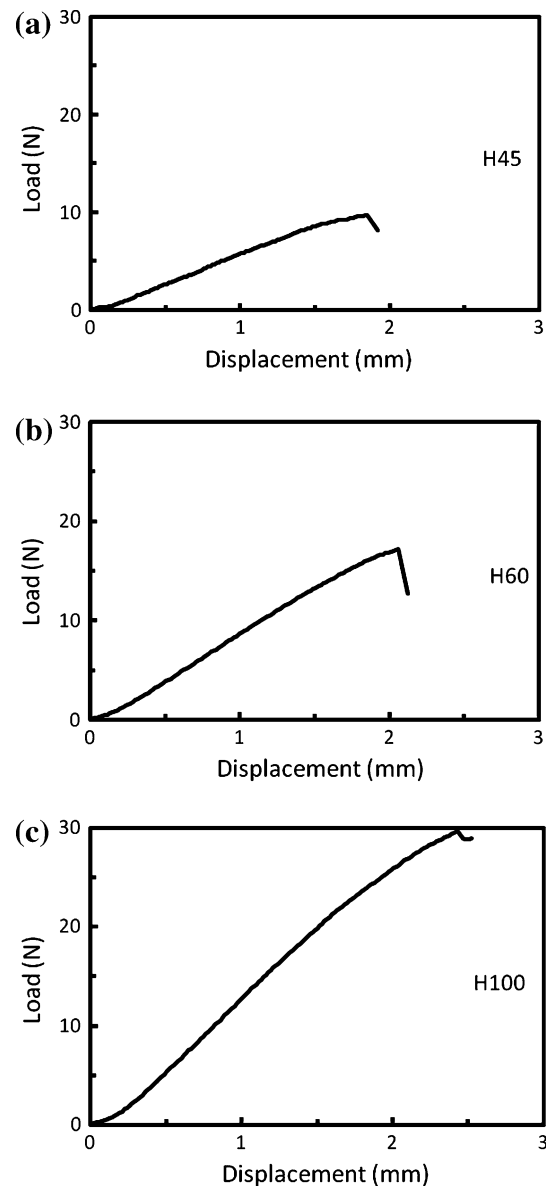 (a)
30
20
10
0
Load (N)
H45
0 1 2 3
Displacement (mm)
(b)
30
20
10
0
Load (N)
H60
0 1 2 3
Displacement (mm)
(c)
30
20
10
0
Load (N)
H100
0 1 2 3
Displacement (mm)